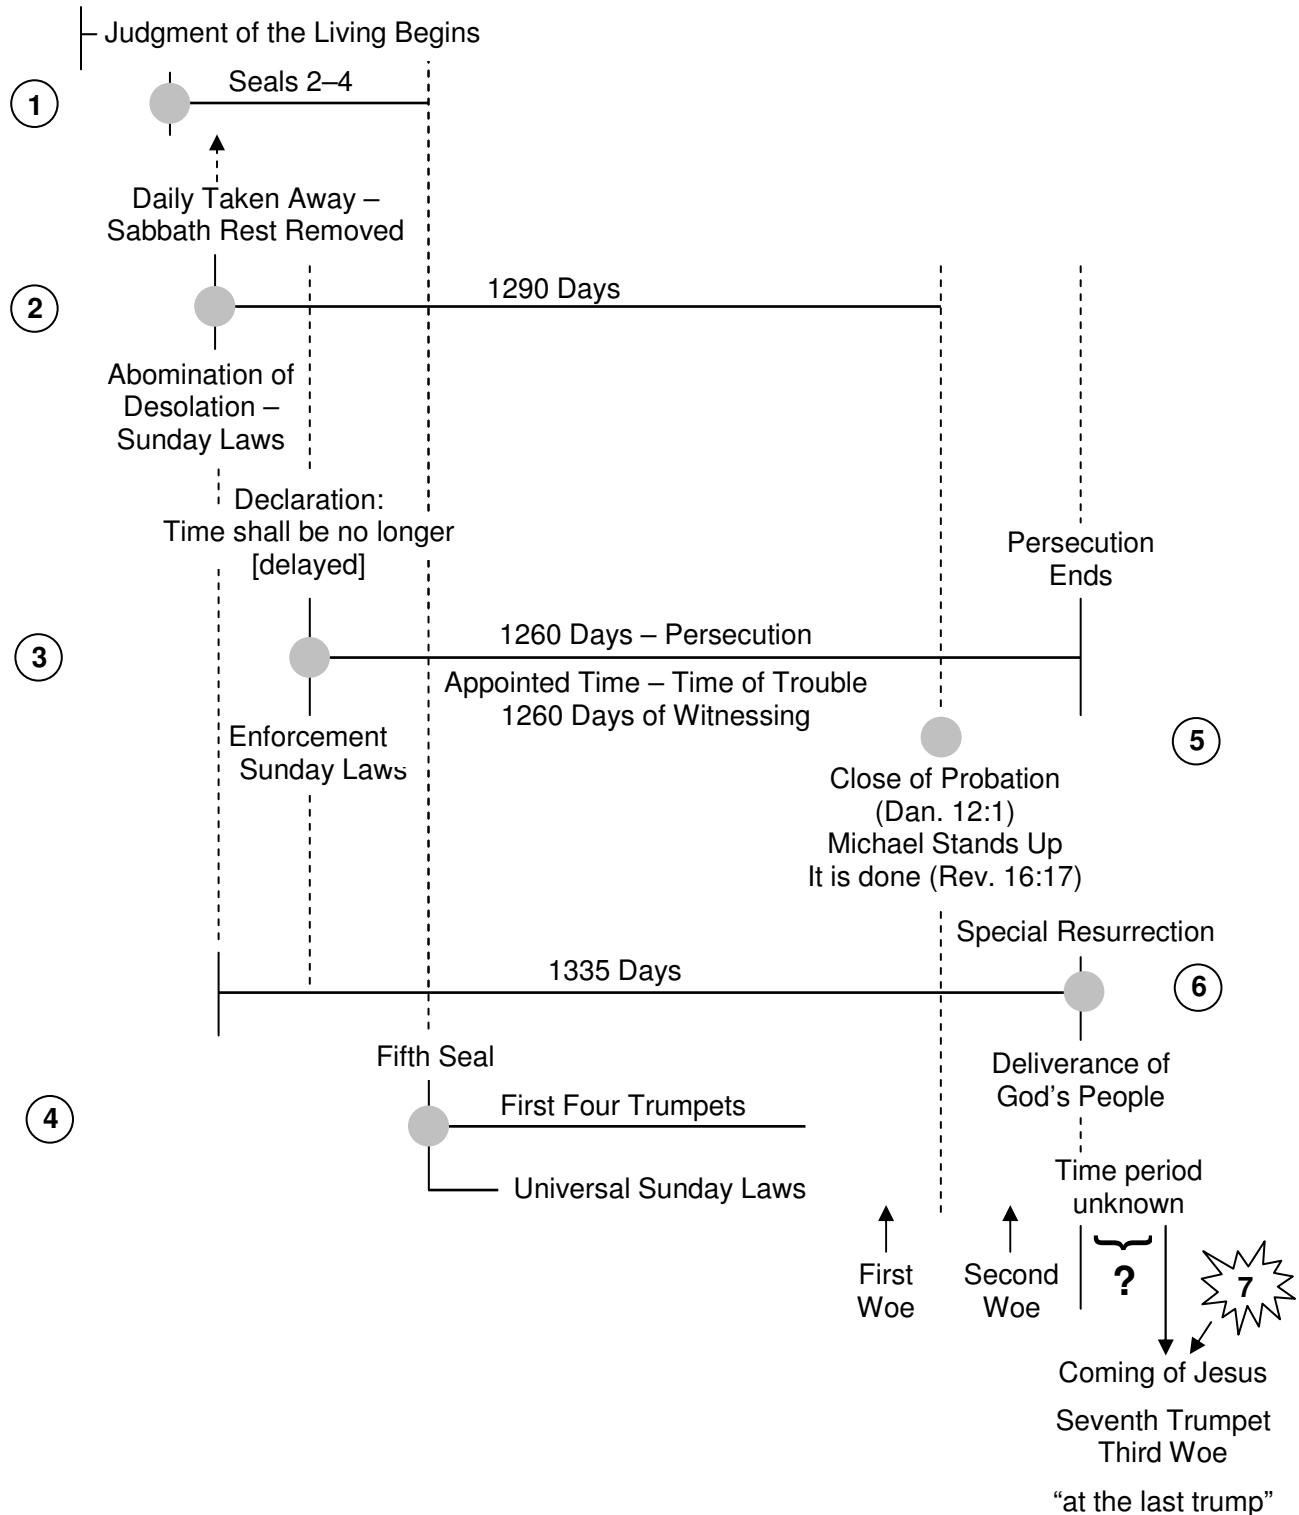 Judgment of the Living Begins
1
Seals 2–4
Daily Taken Away –
Sabbath Rest Removed
2
1290 Days
Abomination of
Desolation –
Sunday Laws
Declaration:
Time shall be no longer
[delayed]
Persecution
Ends
3
1260 Days – Persecution
Appointed Time – Time of Trouble
1260 Days of Witnessing
Enforcement
Sunday Laws
5
Close of Probation
(Dan. 12:1)
Michael Stands Up
It is done (Rev. 16:17)
Special Resurrection
1335 Days
6
Fifth Seal
Deliverance of
God's People
4
First Four Trumpets
Universal Sunday Laws
Time period
unknown
First
Woe
Second
Woe
?
7
Coming of Jesus
Seventh Trumpet
Third Woe
“at the last trump”